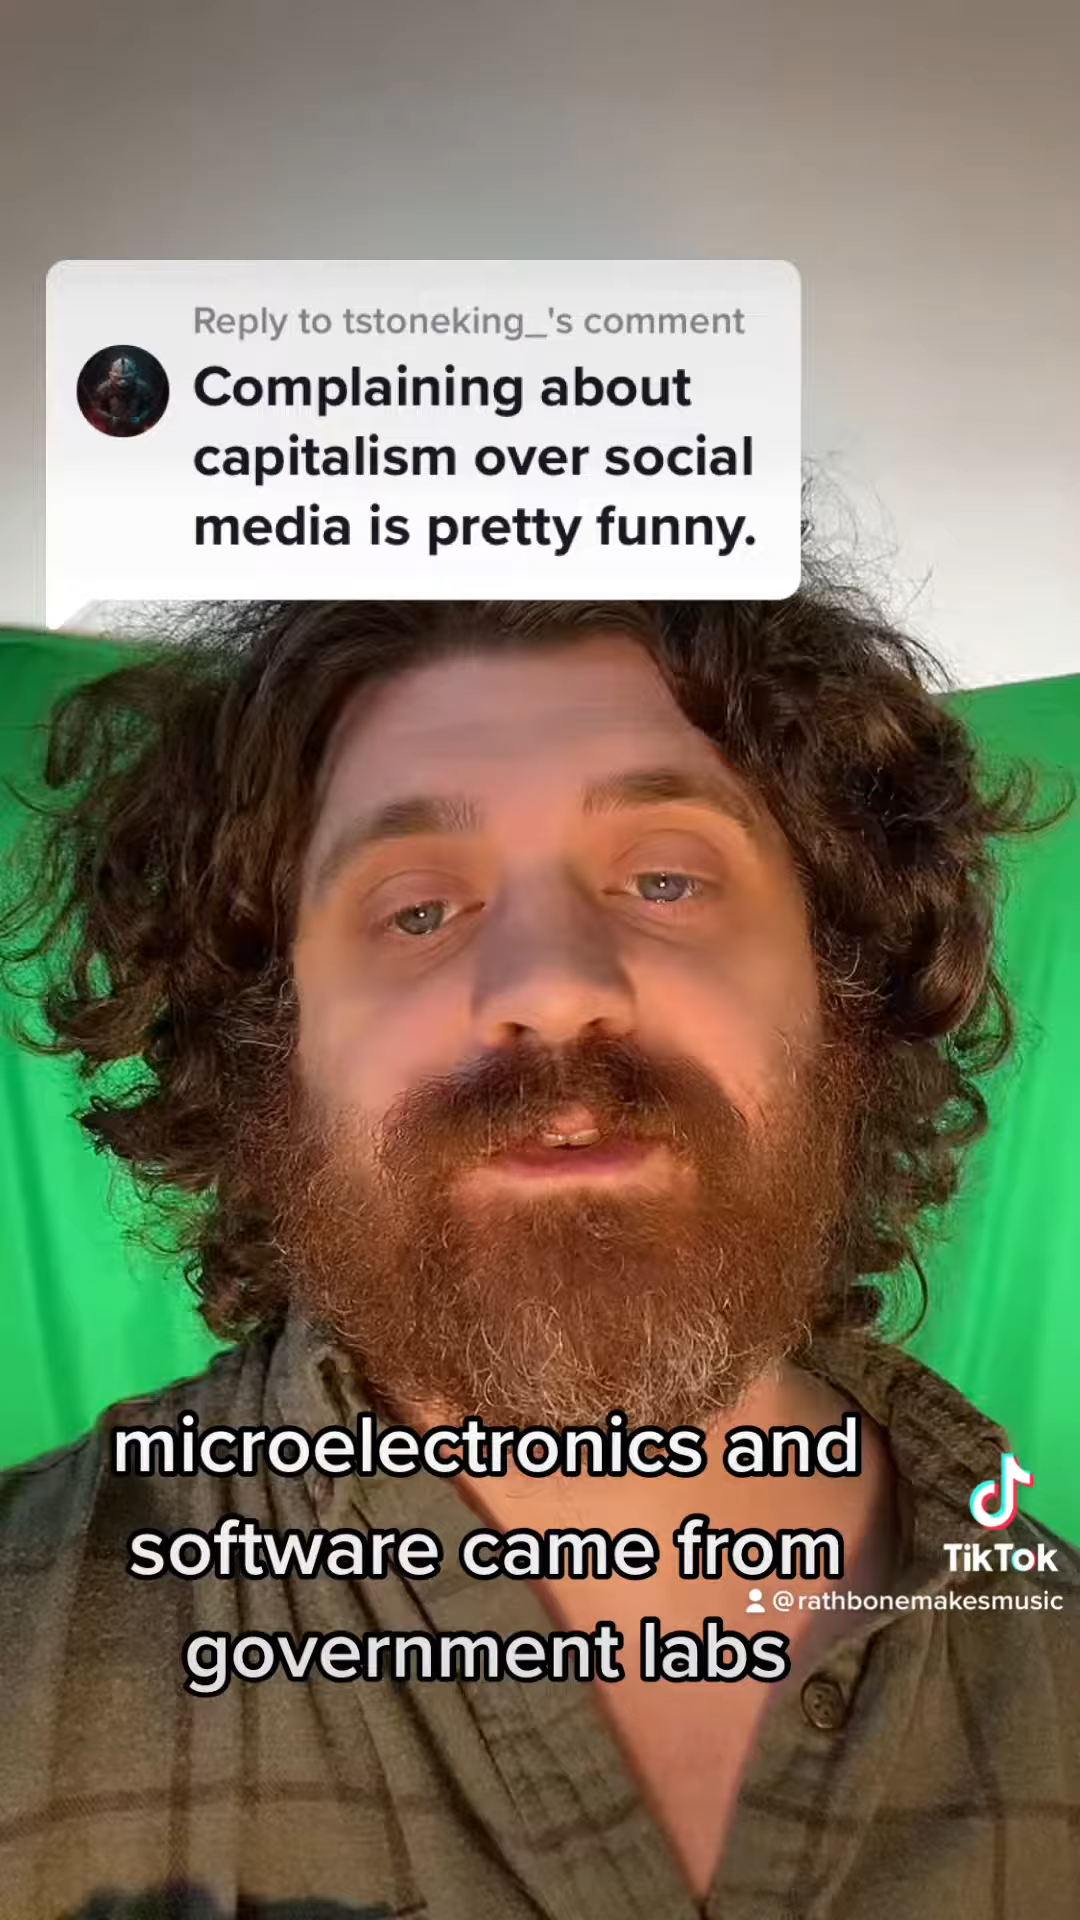 Reply to tstoneking_'s comment
Complaining about
capitalism over social
media is pretty funny.
microelectronics and
software came from
government labs
TikTok
@rathbonemakesmusic